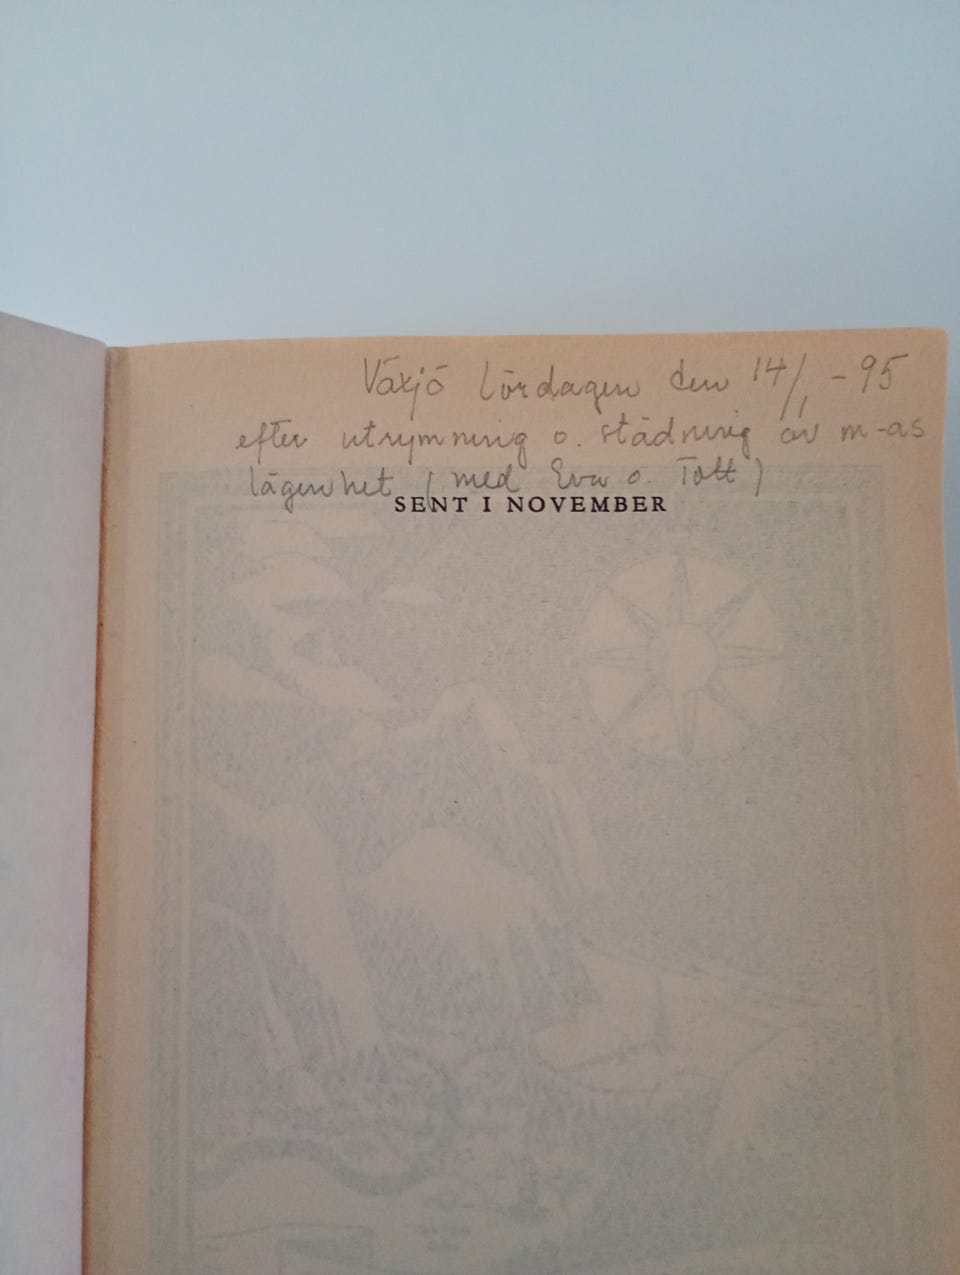 Växjö Lördagen den 14/1 -95
efter utrymning o. städning av m-as
lägenhet (med Eva o. Tott)
SENT I NOVEMBER